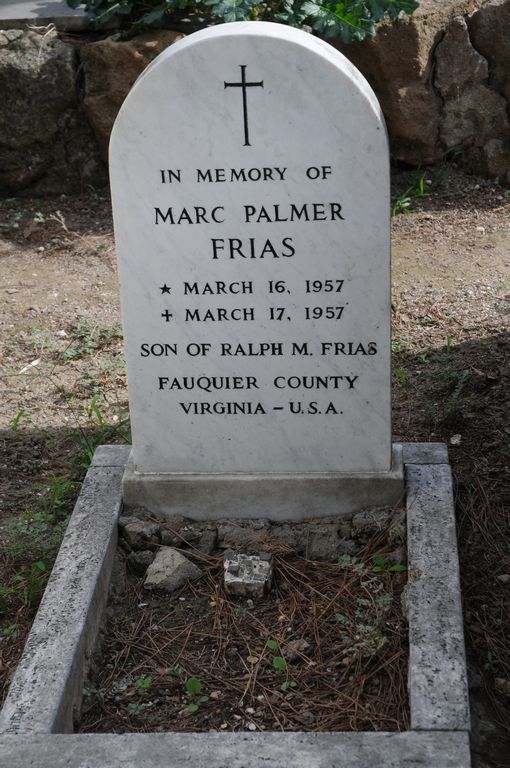 IN MEMORY OF
MARC PALMER
FRIAS
★ MARCH 16, 1957
✝ MARCH 17, 1957
SON OF RALPH M. FRIAS
FAUQUIER COUNTY
VIRGINIA – U.S.A.